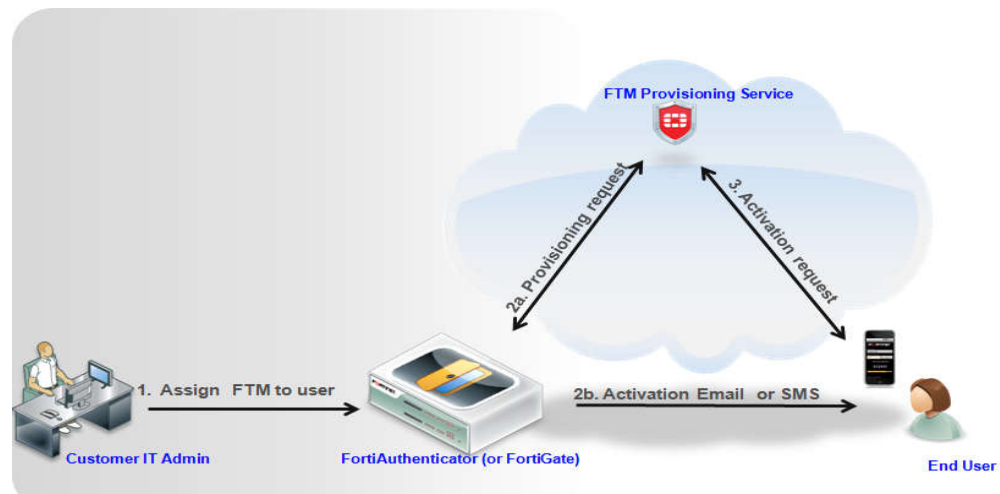 FTM Provisioning Service
2a. Provisioning request
3. Activation request
1. Assign FTM to user
2b. Activation Email or SMS
Customer IT Admin
FortiAuthenticator (or FortiGate)
End User